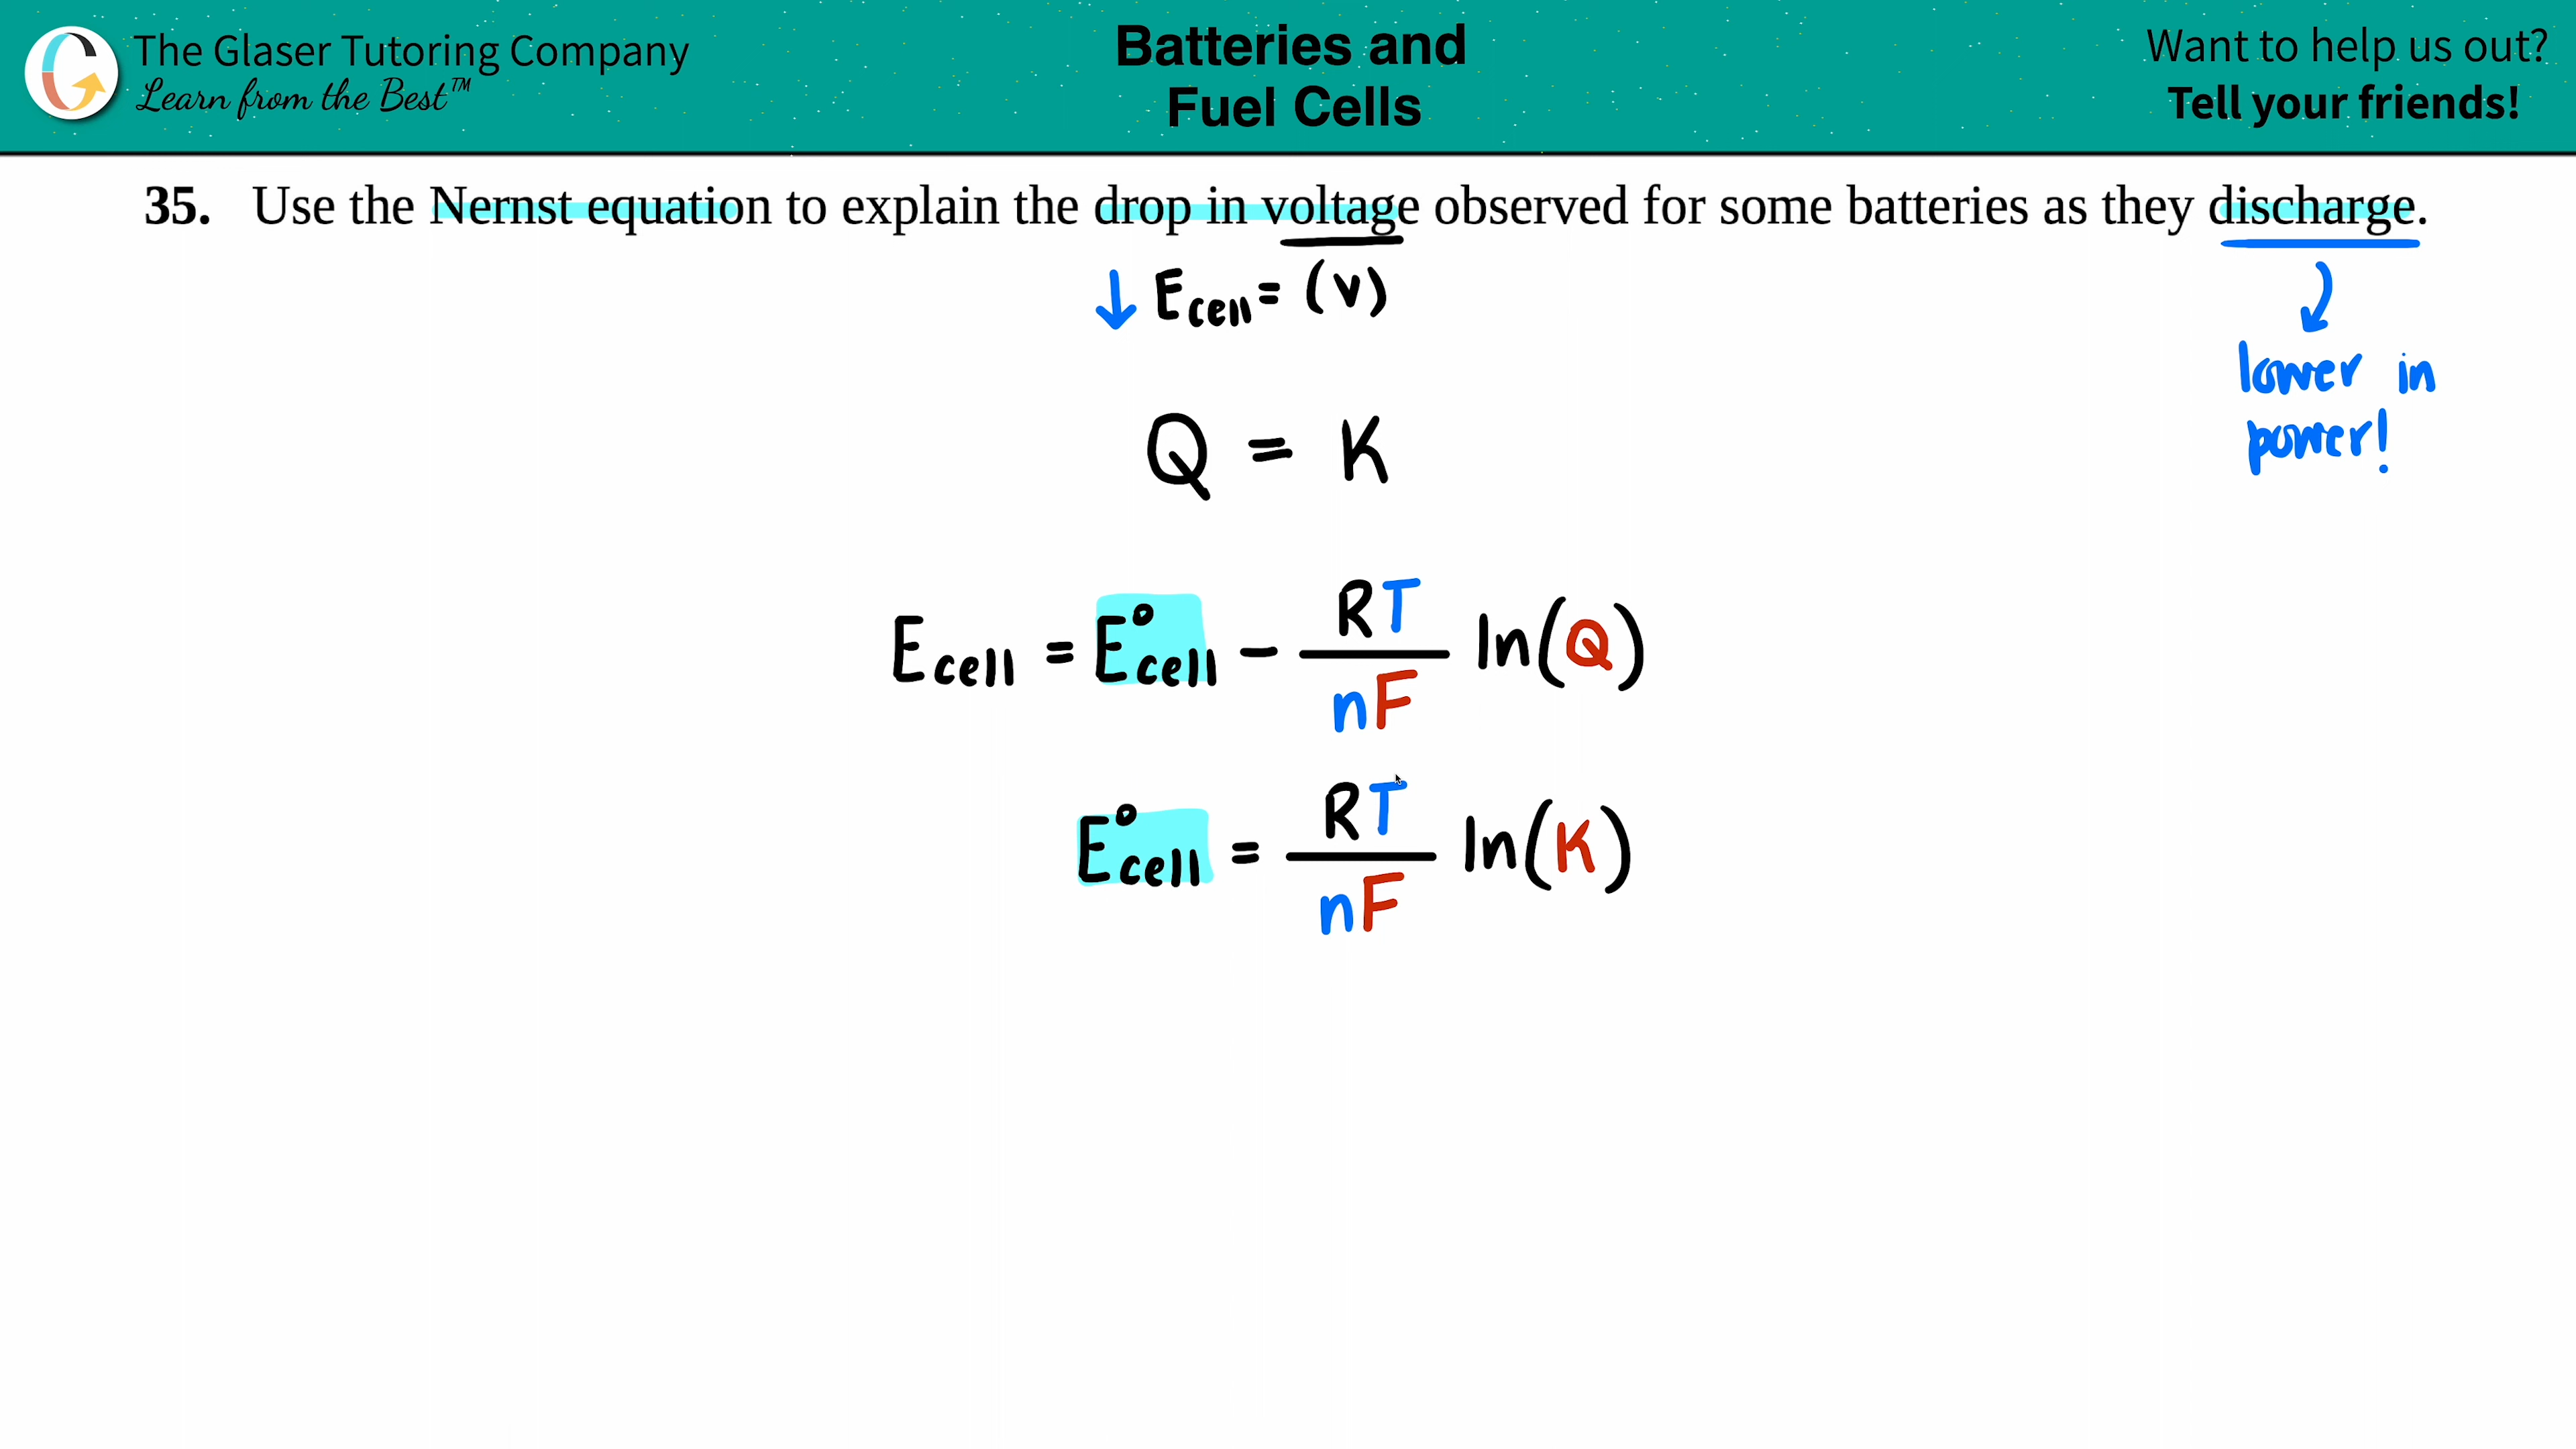 The Glaser Tutoring Company
Learn from the Best™
Batteries and
Fuel Cells
Want to help us out?
Tell your friends!
35. Use the Nernst equation to explain the drop in voltage observed for some batteries as they discharge.
↓ Ecell = (V)
lower in
power!
Q = K
Ecell = E°cell − RT/nF ln(Q)
E°cell = RT/nF ln(K)